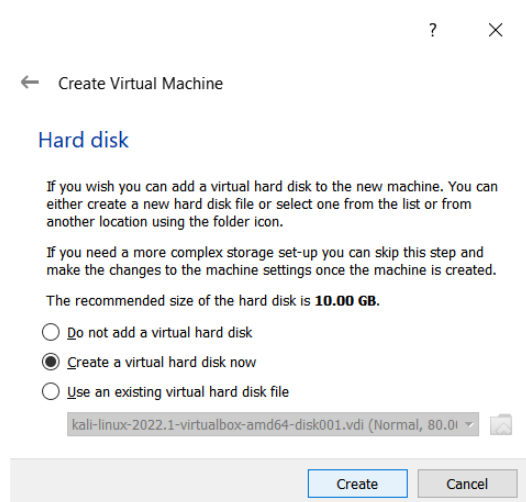 ?
Create Virtual Machine
Hard disk
If you wish you can add a virtual hard disk to the new machine. You can
either create a new hard disk file or select one from the list or from
another location using the folder icon.
If you need a more complex storage set-up you can skip this step and
make the changes to the machine settings once the machine is created.
The recommended size of the hard disk is 10.00 GB.
Do not add a virtual hard disk
Create a virtual hard disk now
Use an existing virtual hard disk file
kali-linux-2022.1-virtualbox-amd64-disk001.vdi (Normal, 80.0
Create Cancel